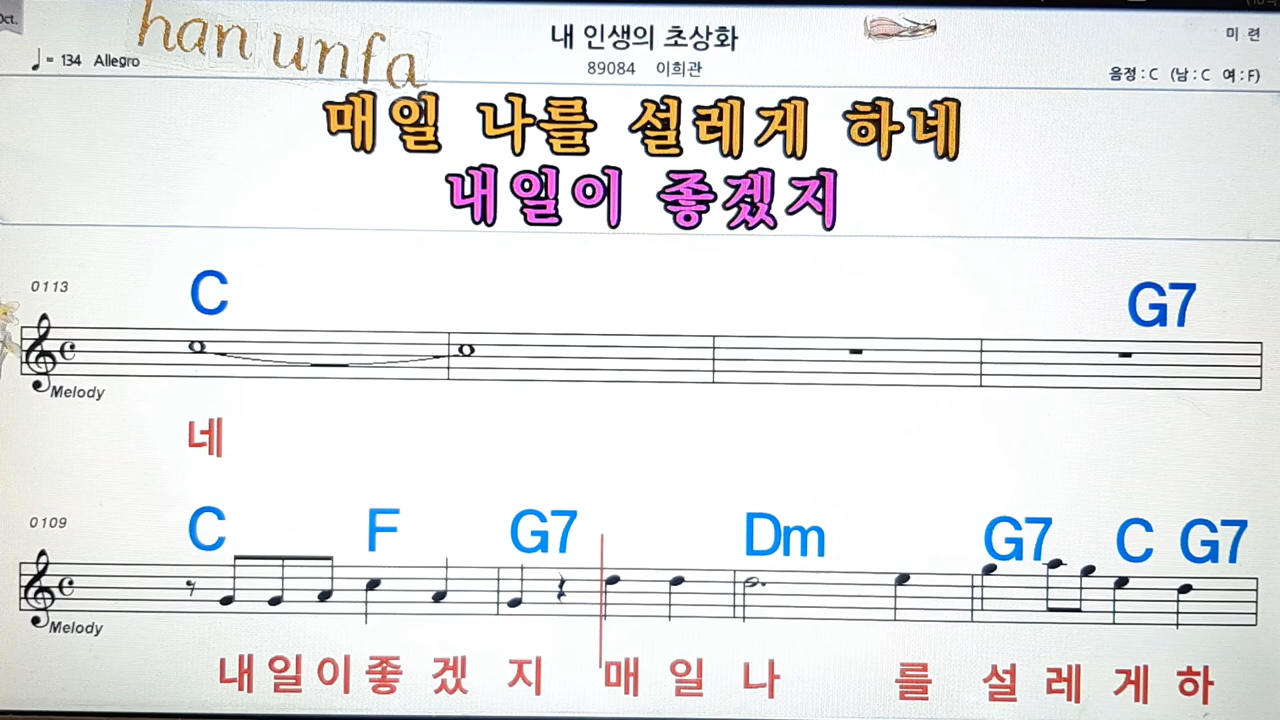 Oct.
han unfa
내 인생의 초상화
미 련
♩= 134 Allegro
89084 이희관
음정 : C (남 : C 여 : F)
매일 나를 설레게 하네
내일이 좋겠지
0113
C G7
Melody
네
0109
C F G7 Dm G7 C G7
Melody
내 일 이 좋 겠 지 매 일 나 를 설 레 게 하